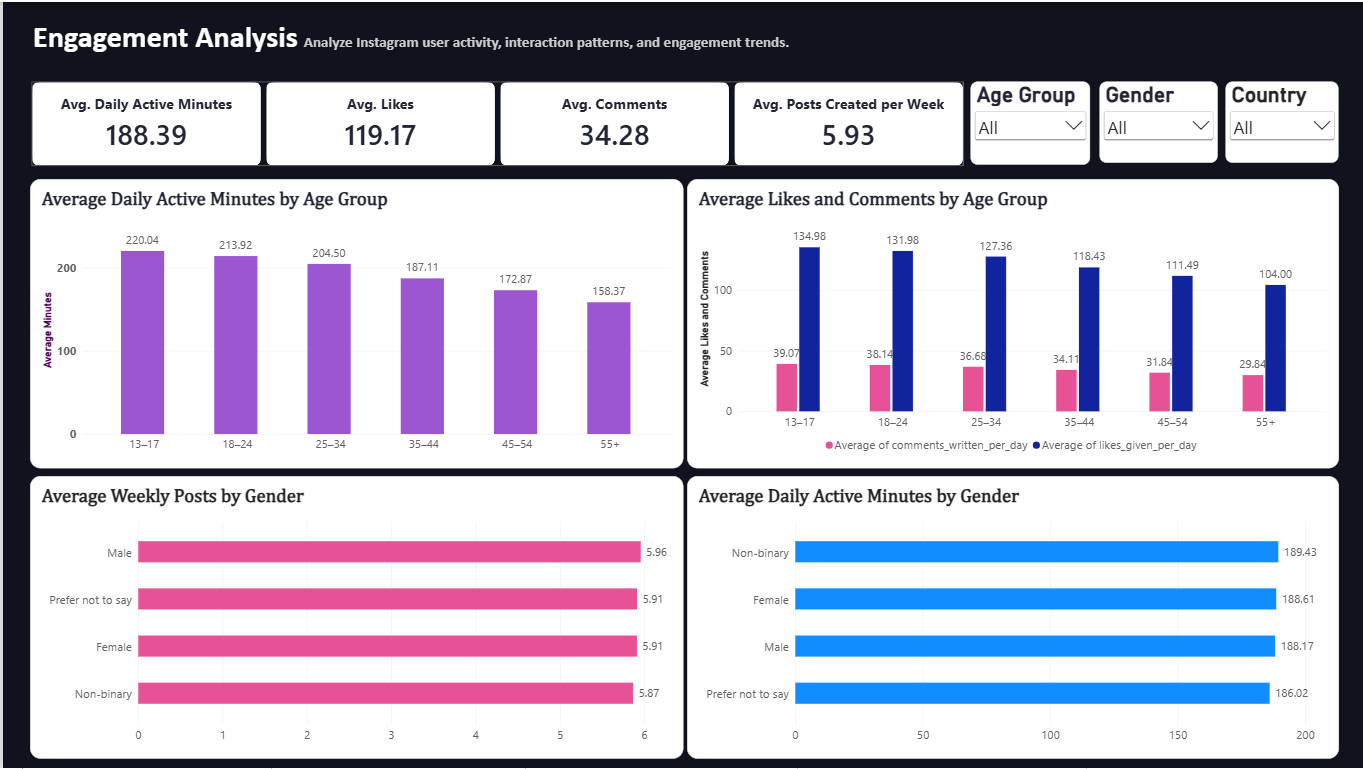 Engagement Analysis Analyze Instagram user activity, interaction patterns, and engagement trends.
Avg. Daily Active Minutes
188.39
Avg. Likes
119.17
Avg. Comments
34.28
Avg. Posts Created per Week
5.93
Age Group
All
Gender
All
Country
All
Average Daily Active Minutes by Age Group
Average Minutes
200
100
0
220.04
213.92
204.50
187.11
172.87
158.37
13–17
18–24
25–34
35–44
45–54
55+
Average Likes and Comments by Age Group
Average Likes and Comments
100
50
0
39.07
134.98
38.14
131.98
36.68
127.36
34.11
118.43
31.84
111.49
29.84
104.00
13–17
18–24
25–34
35–44
45–54
55+
Average of comments_written_per_day
Average of likes_given_per_day
Average Weekly Posts by Gender
Male 5.96
Prefer not to say 5.91
Female 5.91
Non-binary 5.87
0 1 2 3 4 5 6
Average Daily Active Minutes by Gender
Non-binary 189.43
Female 188.61
Male 188.17
Prefer not to say 186.02
0 50 100 150 200